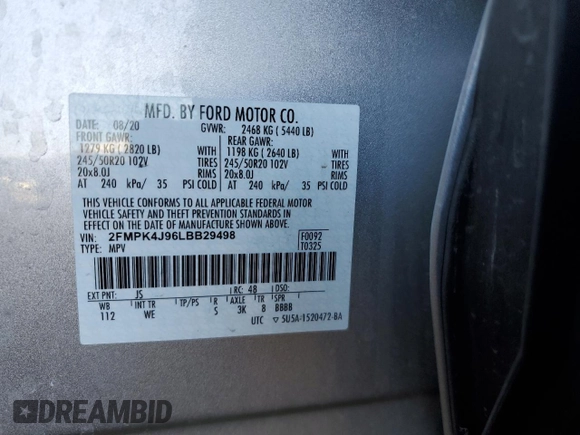 MFD. BY FORD MOTOR CO.
08/20 GVWR: 2468 KG ( 5440 LB)
FRONT GAWR: REAR GAWR:
1279 KG ( 2820 LB) WITH 1198 KG ( 2640 LB) WITH
245/50R20 102V TIRES 245/50R20 102V TIRES
20x8.0J RIMS 20x8.0J RIMS
AT 240 kPa/ 35 PSI COLD AT 240 kPa/ 35 PSI COLD
THIS VEHICLE CONFORMS TO ALL APPLICABLE FEDERAL MOTOR
VEHICLE SAFETY AND THEFT PREVENTION STANDARDS IN
EFFECT ON THE DATE OF MANUFACTURE SHOWN ABOVE.
VIN: 2FMPK4J96LBB29498 F0092
TYPE: MPV T0325
EXT PNT: JS RC: 48 DSO:
WB INT TR TP/PS R AXLE TR SPR
112 WE S 3K 8 BBBB
UTC ▽ 5U5A-1520472-BA
DREAMBID